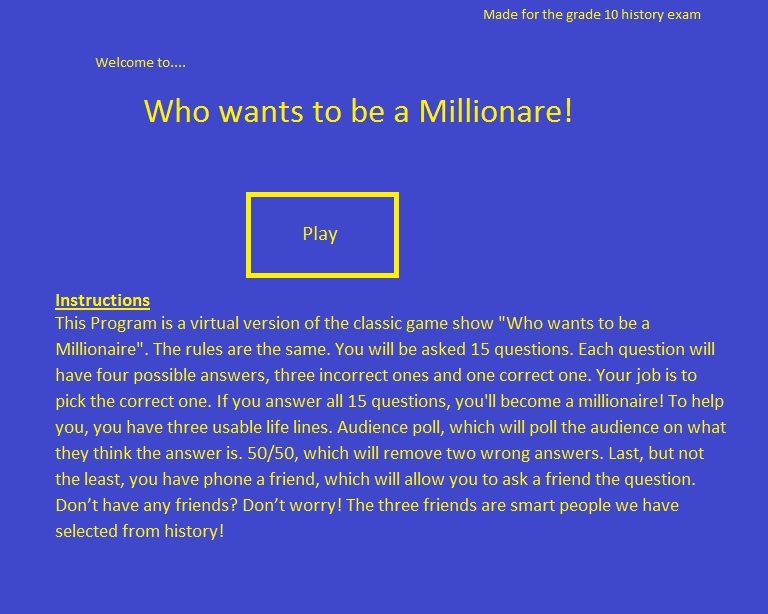 Made for the grade 10 history exam
Welcome to....
Who wants to be a Millionare!
Play
Instructions
This Program is a virtual version of the classic game show "Who wants to be a
Millionaire". The rules are the same. You will be asked 15 questions. Each question will
have four possible answers, three incorrect ones and one correct one. Your job is to
pick the correct one. If you answer all 15 questions, you'll become a millionaire! To help
you, you have three usable life lines. Audience poll, which will poll the audience on what
they think the answer is. 50/50, which will remove two wrong answers. Last, but not
the least, you have phone a friend, which will allow you to ask a friend the question.
Don’t have any friends? Don’t worry! The three friends are smart people we have
selected from history!